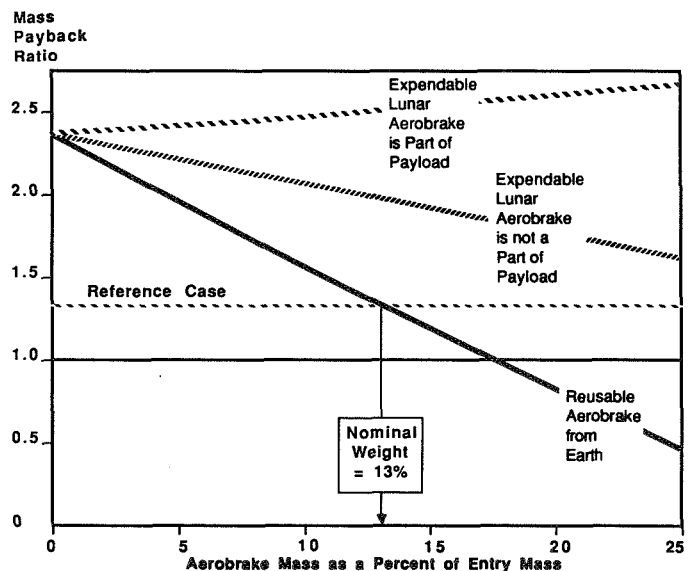 Mass
Payback
Ratio
2.5
2.0
1.5
1.0
0.5
0
Expendable
Lunar
Aerobrake
is Part of
Payload
Expendable
Lunar
Aerobrake
is not a
Part of
Payload
Reference Case
Reusable
Aerobrake
from
Earth
Nominal
Weight
= 13%
0
5
10
15
20
25
Aerobrake Mass as a Percent of Entry Mass